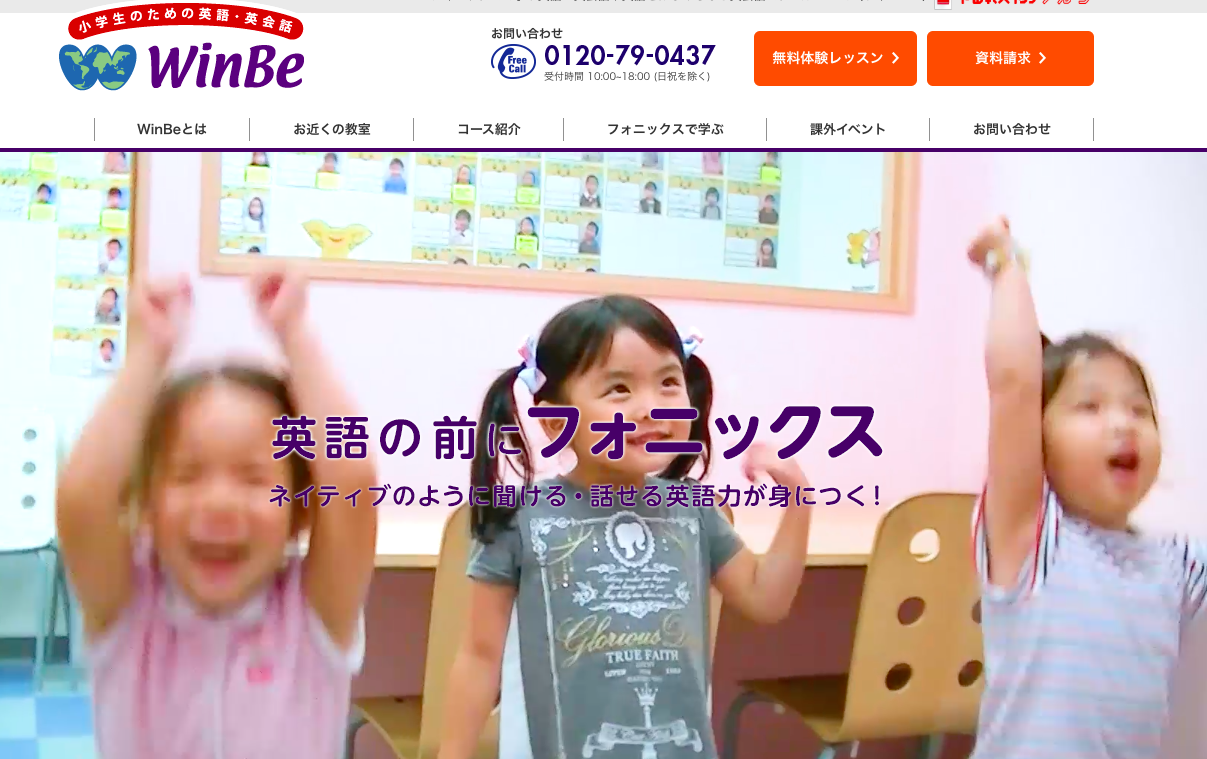 小学生のための英語・英会話
WinBe
お問い合わせ
Free Call
0120-79-0437
受付時間 10:00~18:00 (日祝を除く)
無料体験レッスン
資料請求
WinBeとは
お近くの教室
コース紹介
フォニックスで学ぶ
課外イベント
お問い合わせ
英語の前にフォニックス
ネイティブのように聞ける・話せる英語力が身につく!
Glorious
TRUE FAITH